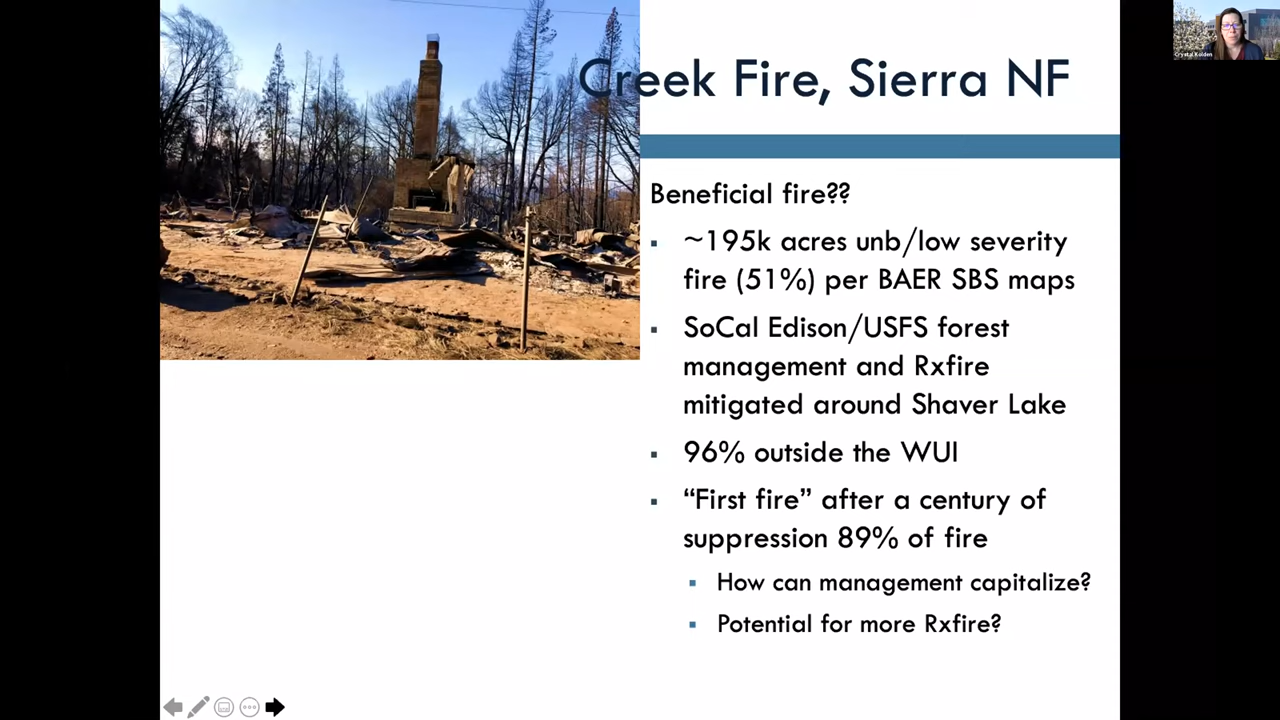 Creek Fire, Sierra NF
Crystal Kolden
Beneficial fire??
~195k acres unb/low severity
fire (51%) per BAER SBS maps
SoCal Edison/USFS forest
management and Rxfire
mitigated around Shaver Lake
96% outside the WUI
“First fire” after a century of
suppression 89% of fire
How can management capitalize?
Potential for more Rxfire?